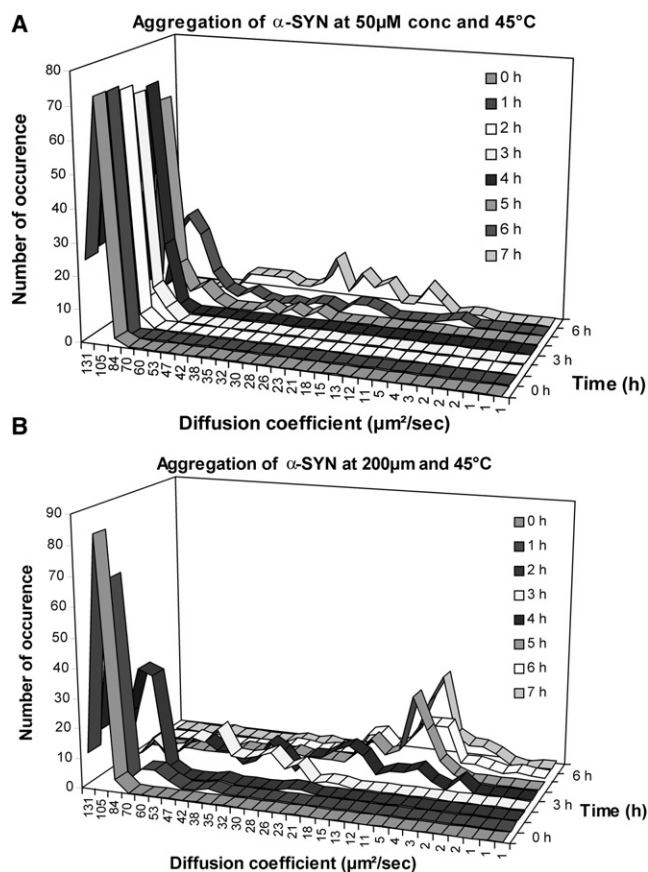 A
Aggregation of α-SYN at 50µM conc and 45°C
Number of occurence
80
70
60
50
40
30
20
10
0
0 h
1 h
2 h
3 h
4 h
5 h
6 h
7 h
131
105
84
70
60
53
47
42
38
35
32
30
28
26
23
21
18
15
13
12
11
5
4
3
2
2
1
1
0 h
3 h
6 h
Time (h)
Diffusion coefficient (µm²/sec)
B
Aggregation of α-SYN at 200µm and 45°C
Number of occurence
90
80
70
60
50
40
30
20
10
0
0 h
1 h
2 h
3 h
4 h
5 h
6 h
7 h
131
105
84
70
60
53
47
42
38
35
32
30
28
26
23
21
18
15
13
12
11
5
4
3
2
2
1
1
0 h
3 h
6 h
Time (h)
Diffusion coefficient (µm²/sec)